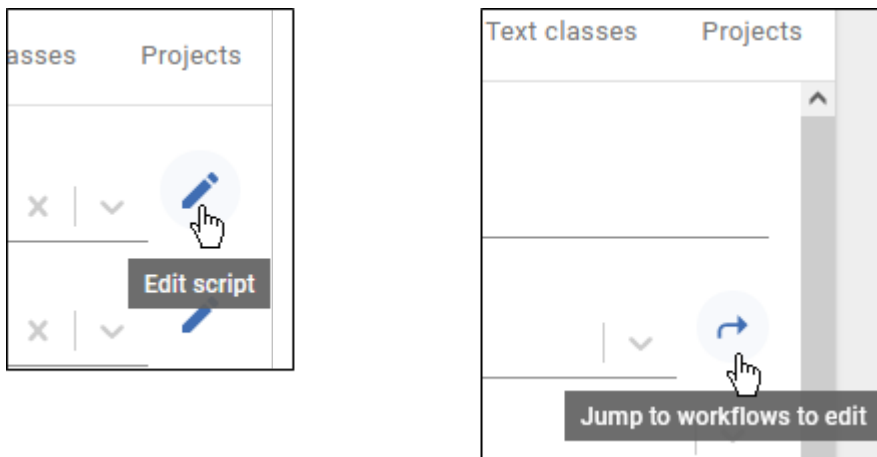 asses Projects
Edit script
Text classes Projects
Jump to workflows to edit